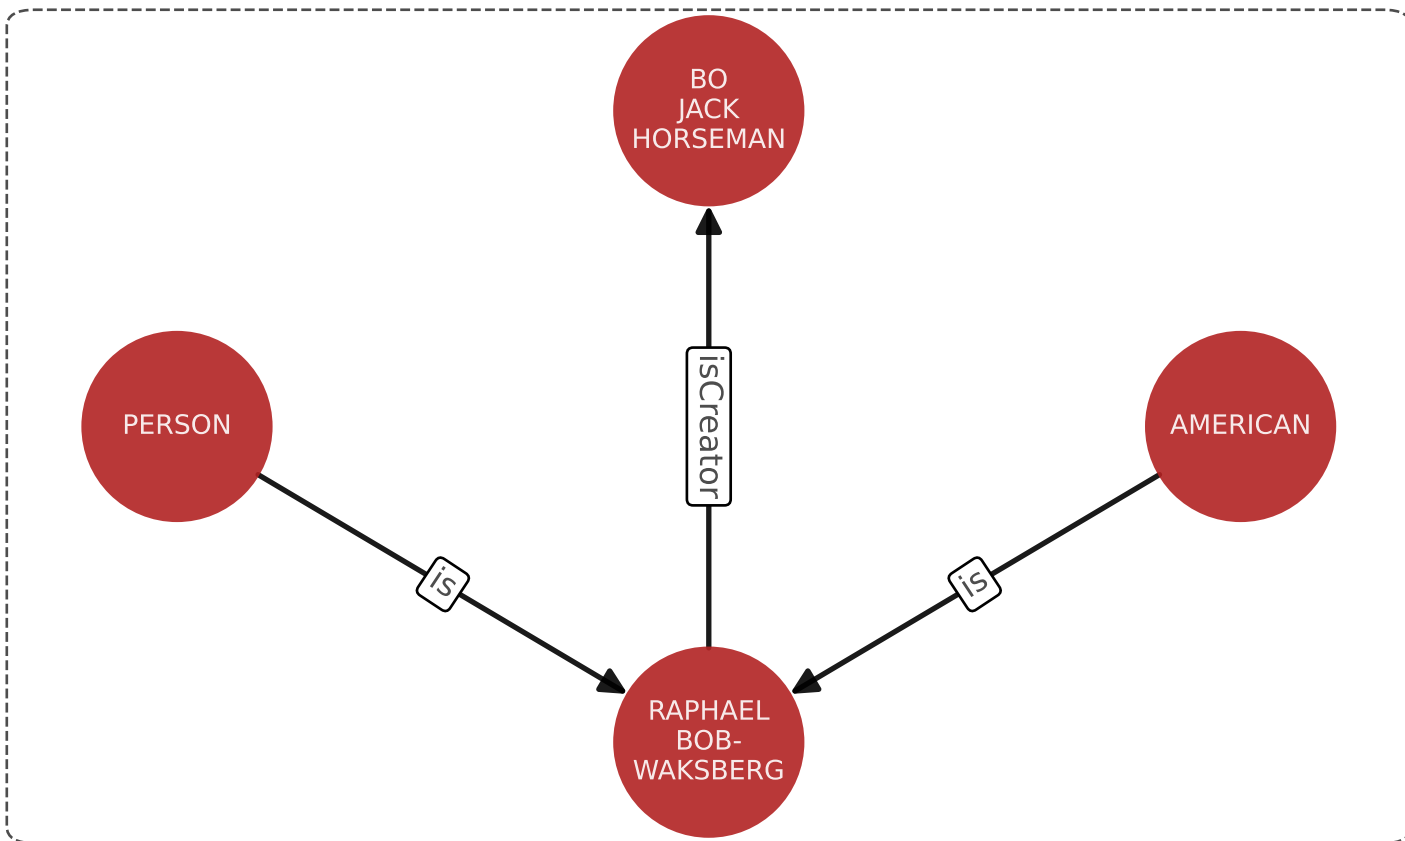 BO
JACK
HORSEMAN
isCreator
PERSON
AMERICAN
is
is
RAPHAEL
BOB-
WAKSBERG